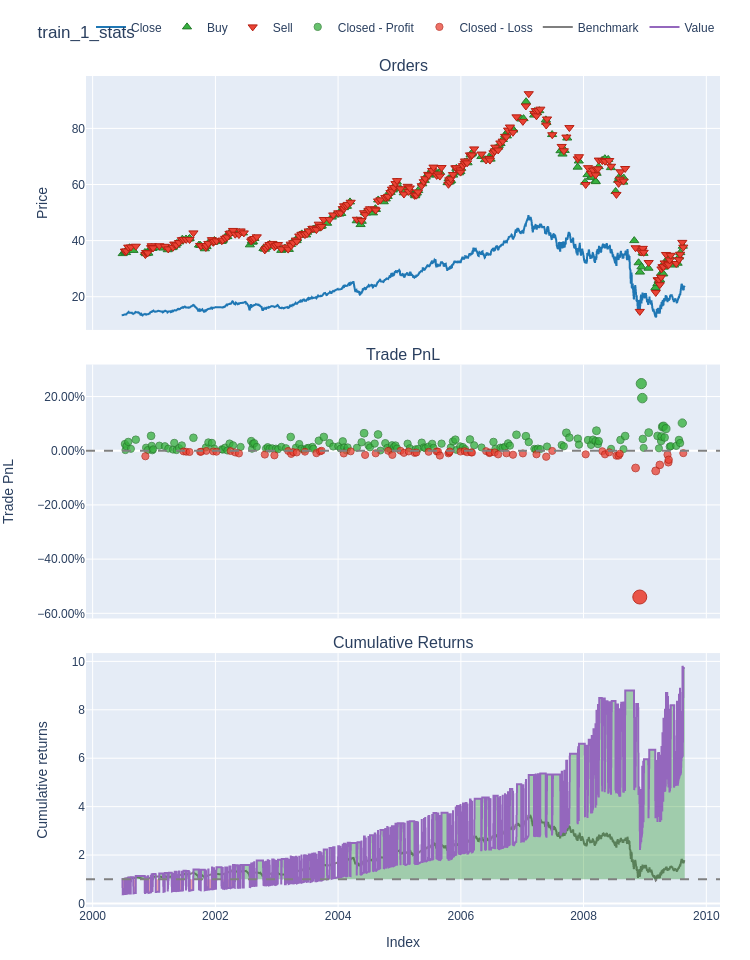 train_1_stats
Close Buy Sell Closed - Profit Closed - Loss Benchmark Value
Orders
Price
80
60
40
20
Trade PnL
Trade PnL
20.00%
0.00%
−20.00%
−40.00%
−60.00%
Cumulative Returns
Cumulative returns
10
8
6
4
2
0
2000 2002 2004 2006 2008 2010
Index